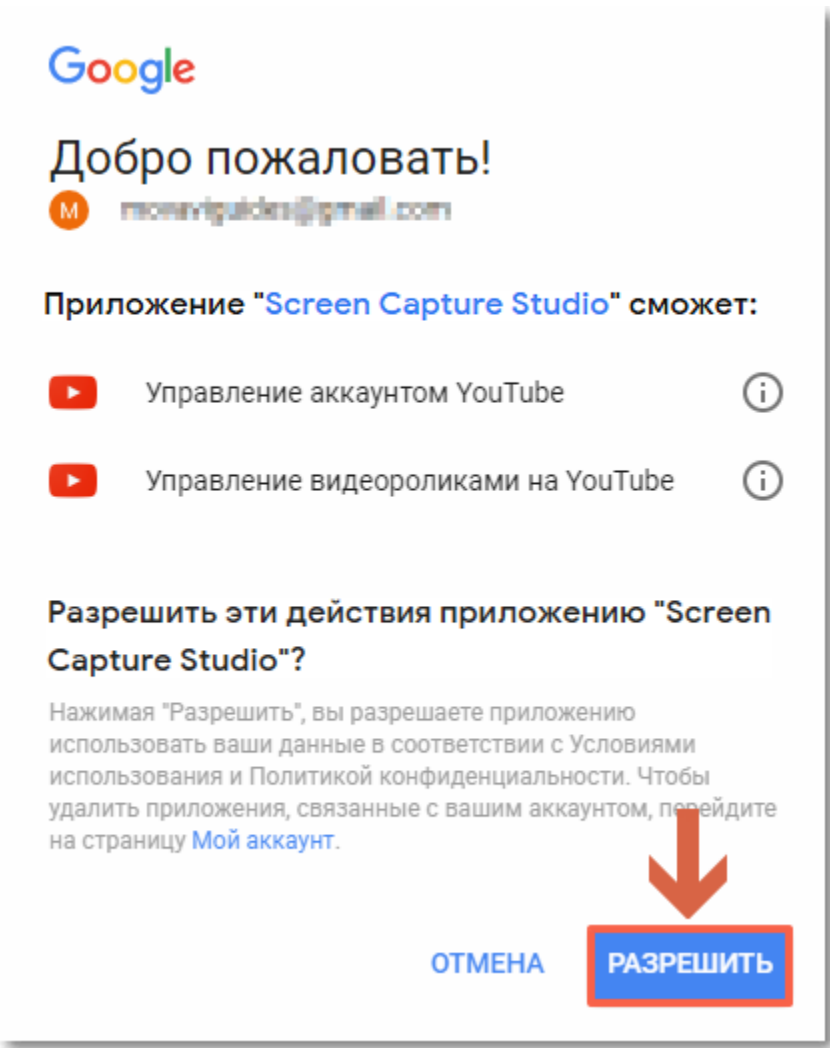 Google
Добро пожаловать!
M
Приложение "Screen Capture Studio" сможет:
Управление аккаунтом YouTube
Управление видеороликами на YouTube
Разрешить эти действия приложению "Screen
Capture Studio"?
Нажимая "Разрешить", вы разрешаете приложению
использовать ваши данные в соответствии с Условиями
использования и Политикой конфиденциальности. Чтобы
удалить приложения, связанные с вашим аккаунтом, перейдите
на страницу Мой аккаунт.
ОТМЕНА
РАЗРЕШИТЬ